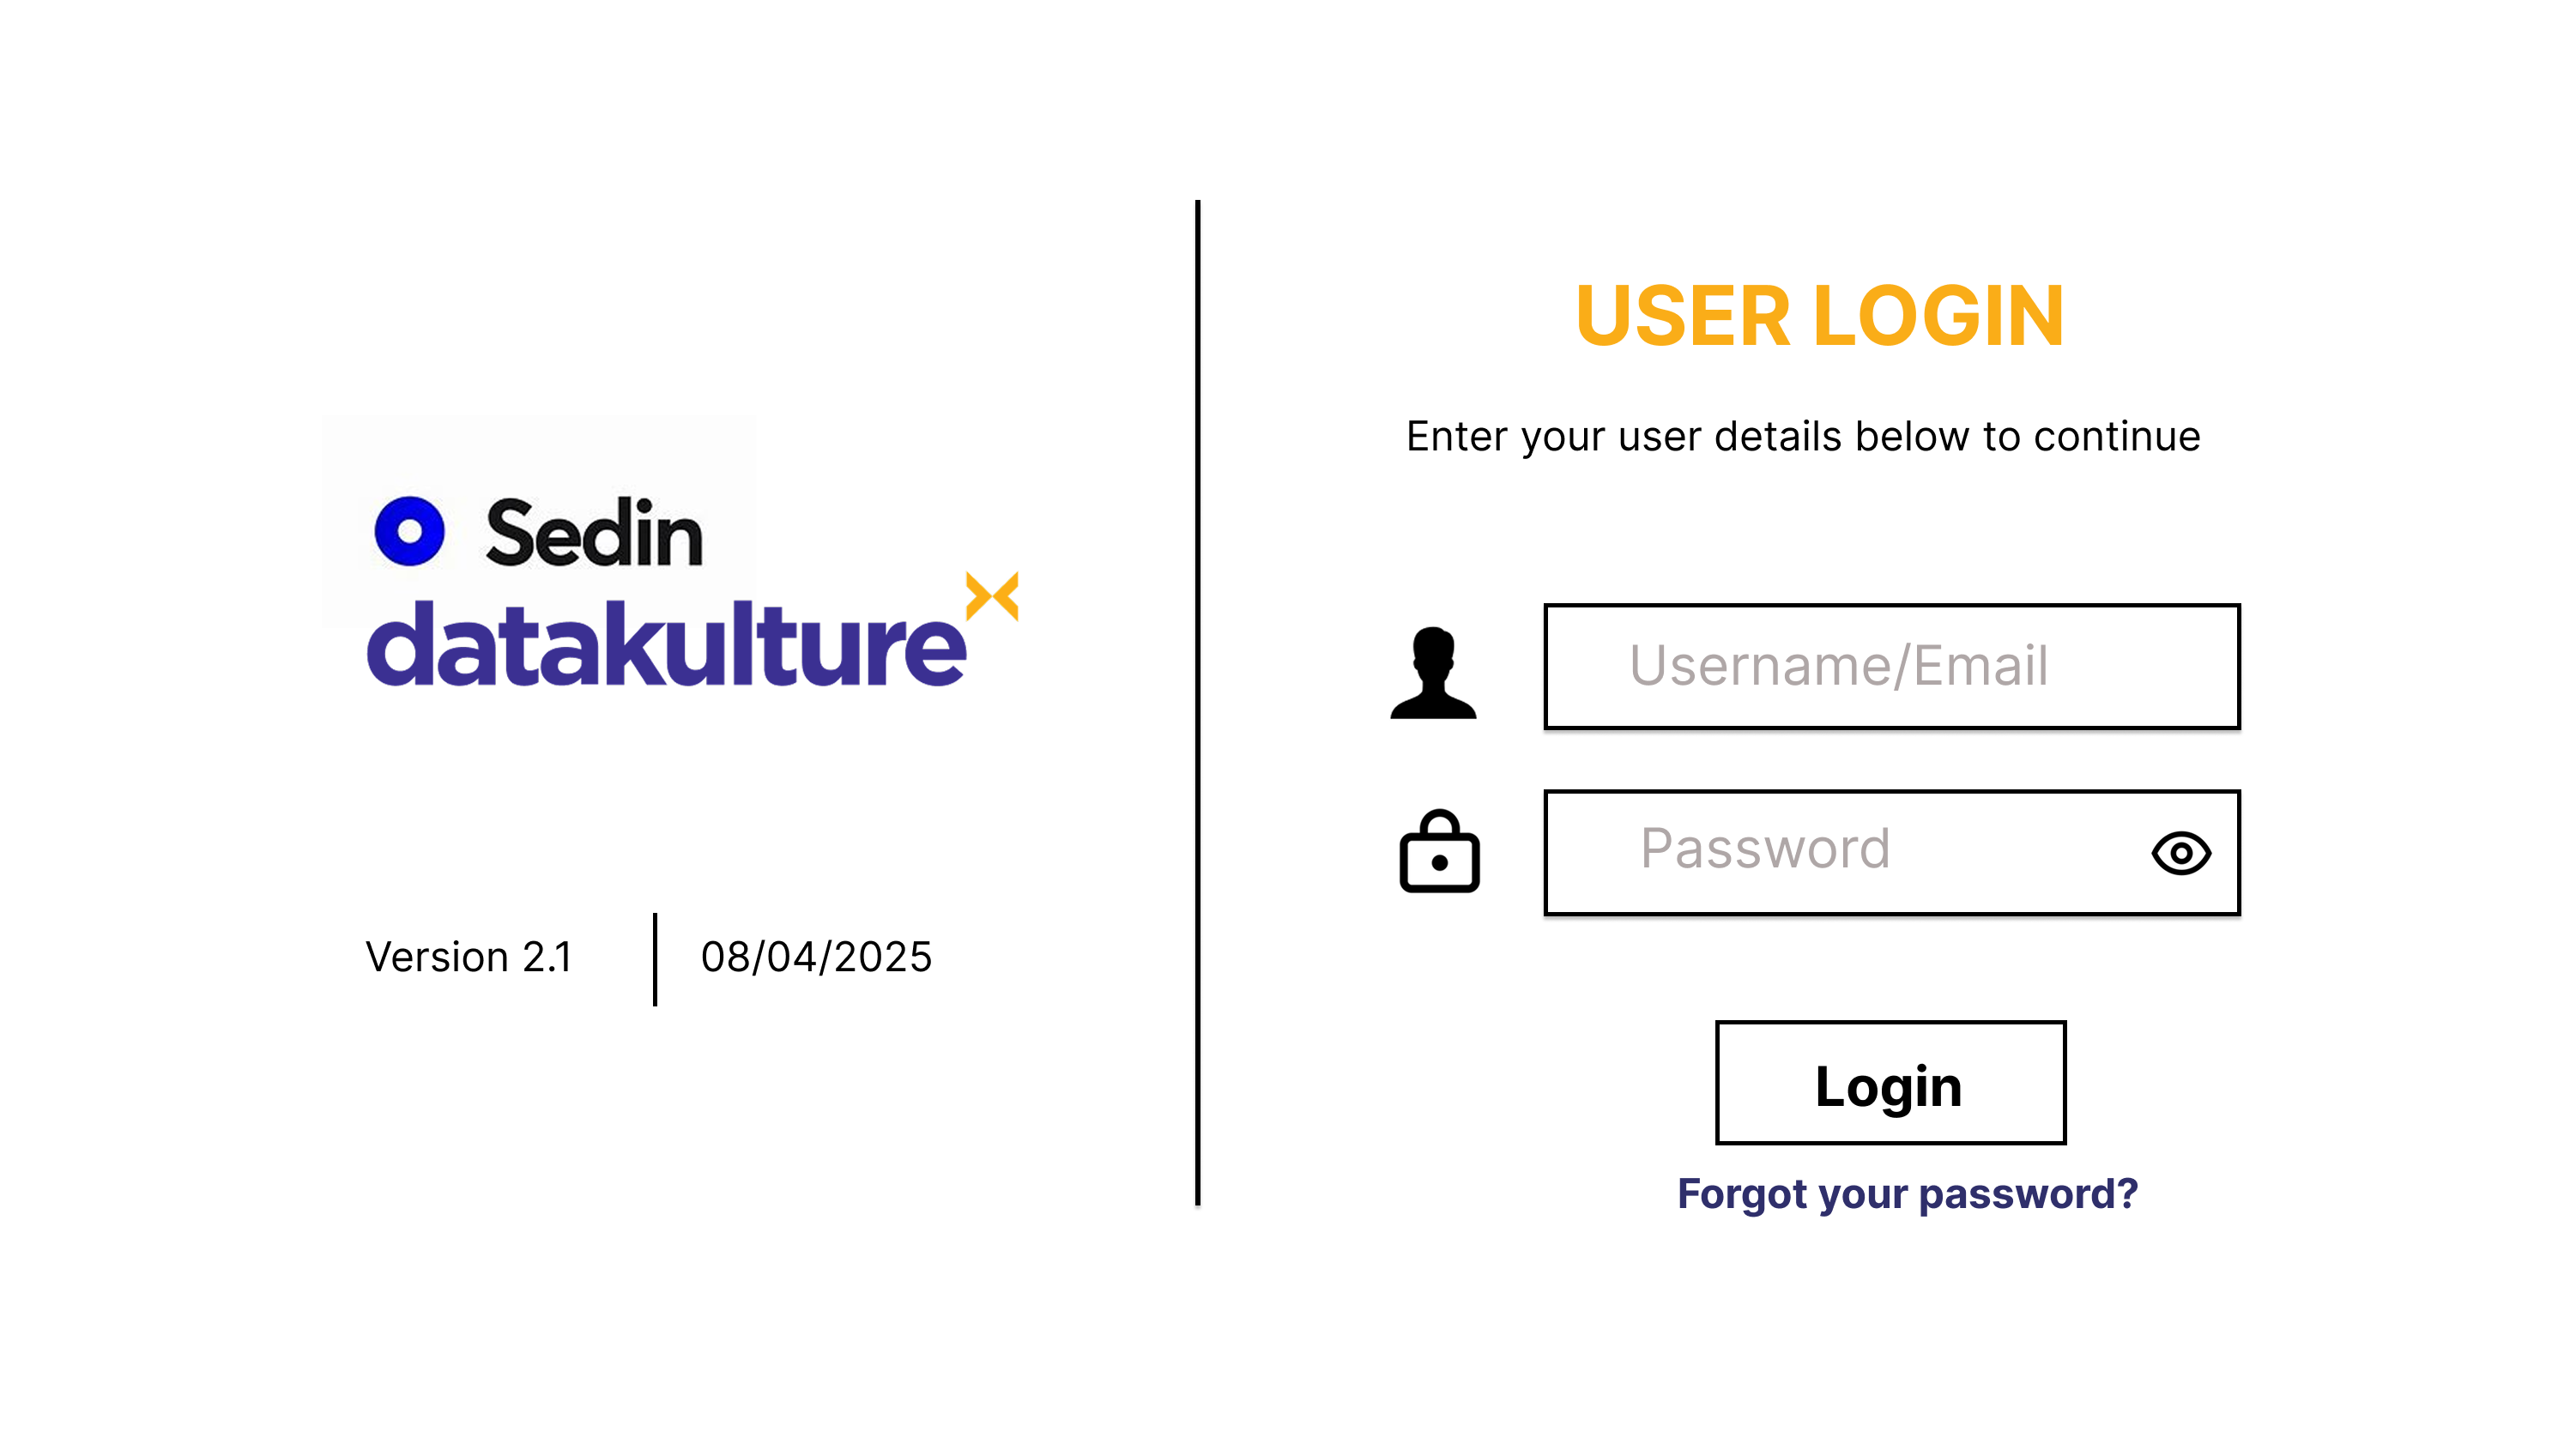 Sedin
datakulture
Version 2.1
08/04/2025
USER LOGIN
Enter your user details below to continue
Username/Email
Password
Login
Forgot your password?